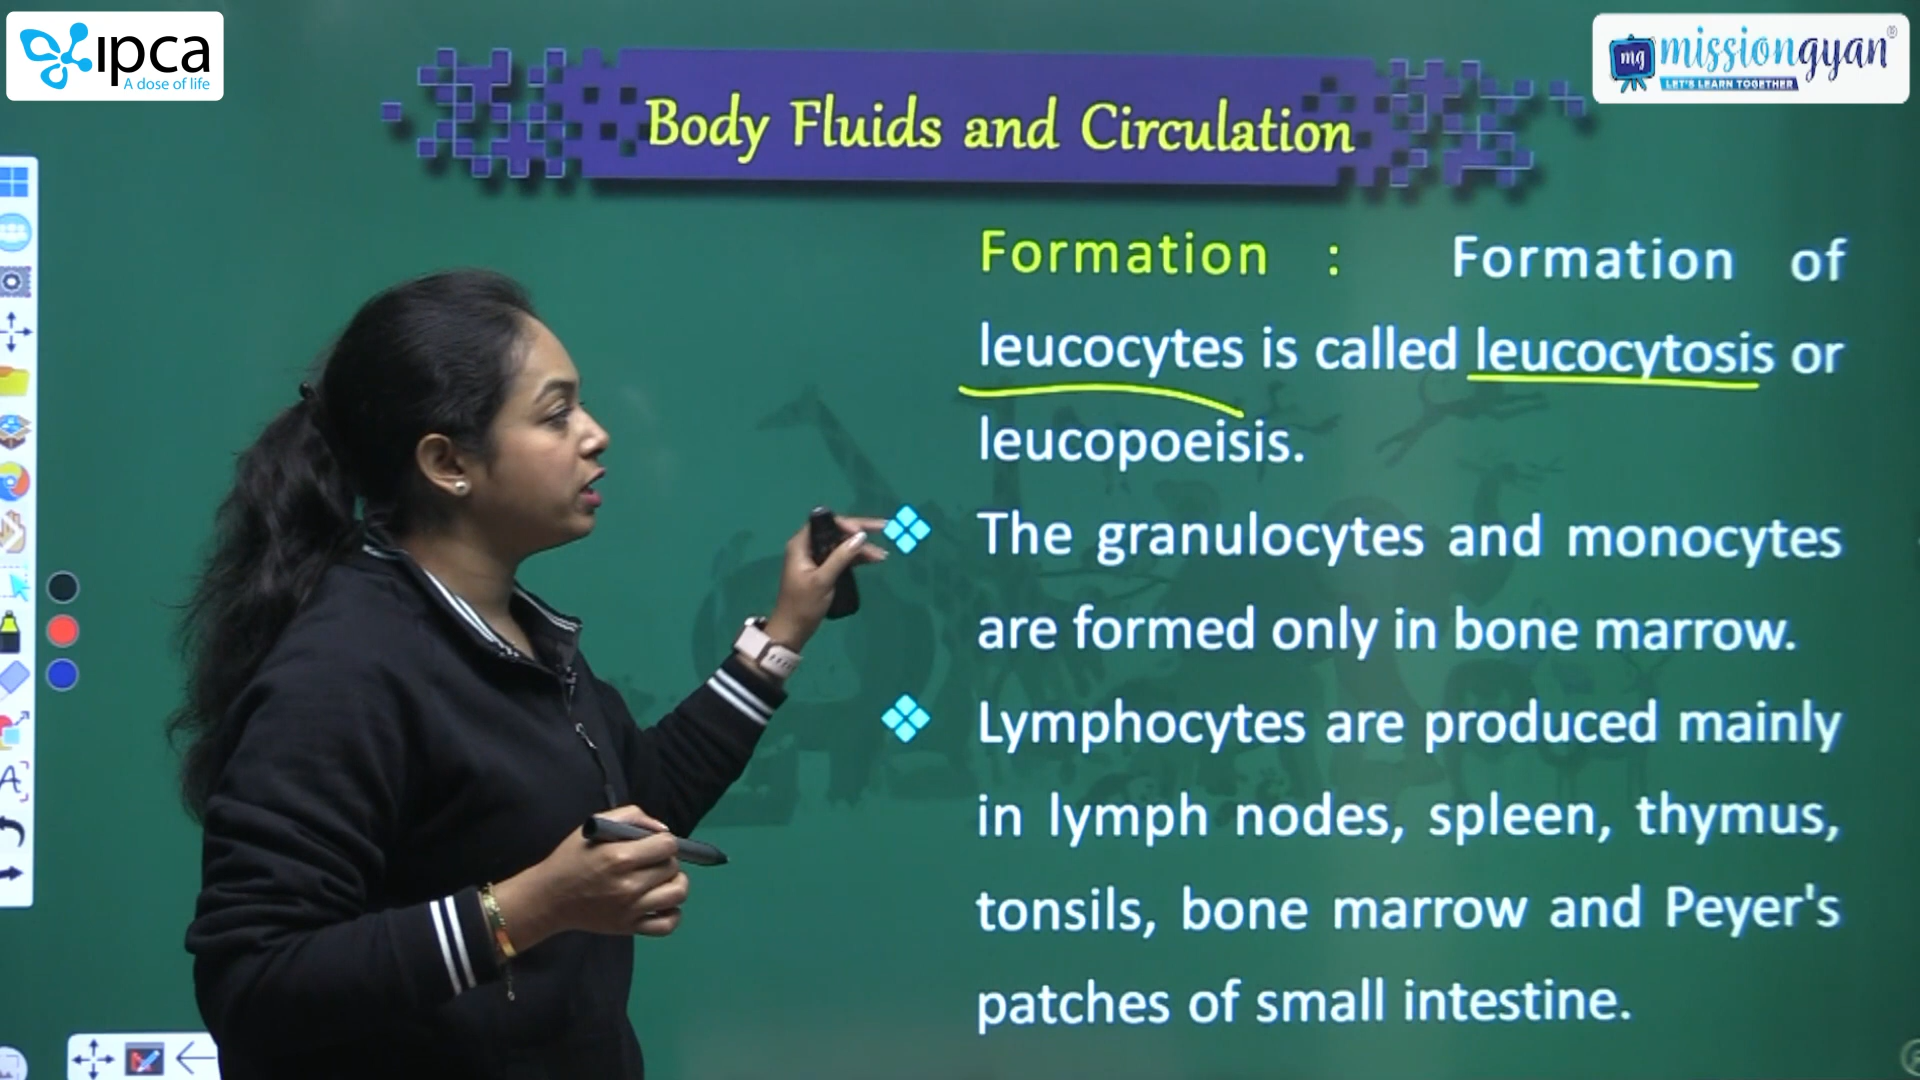 ipca
A dose of life
mg missiongyan®
LET'S LEARN TOGETHER
Body Fluids and Circulation
Formation : Formation of
leucocytes is called leucocytosis or
leucopoeisis.
The granulocytes and monocytes
are formed only in bone marrow.
Lymphocytes are produced mainly
in lymph nodes, spleen, thymus,
tonsils, bone marrow and Peyer's
patches of small intestine.
A